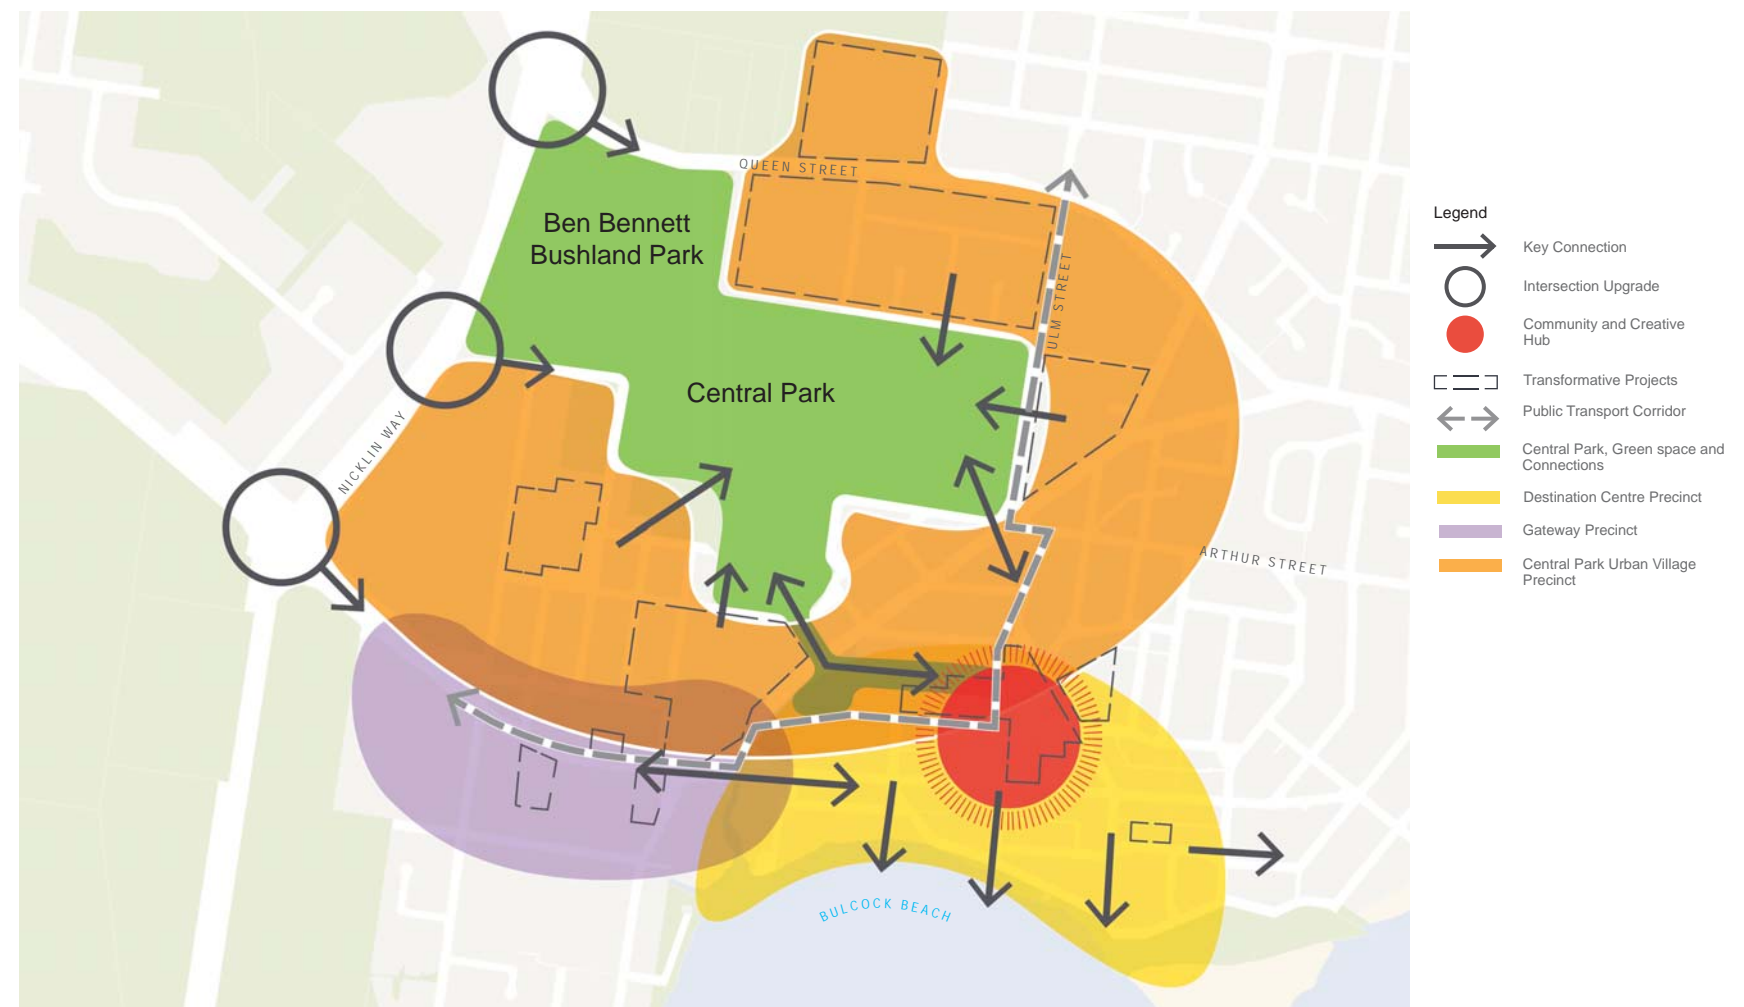 QUEEN STREET
Ben Bennett
Bushland Park
ULM STREET
Central Park
NICKLIN WAY
ARTHUR STREET
BULCOCK BEACH
Legend
Key Connection
Intersection Upgrade
Community and Creative
Hub
Transformative Projects
Public Transport Corridor
Central Park, Green space and
Connections
Destination Centre Precinct
Gateway Precinct
Central Park Urban Village
Precinct